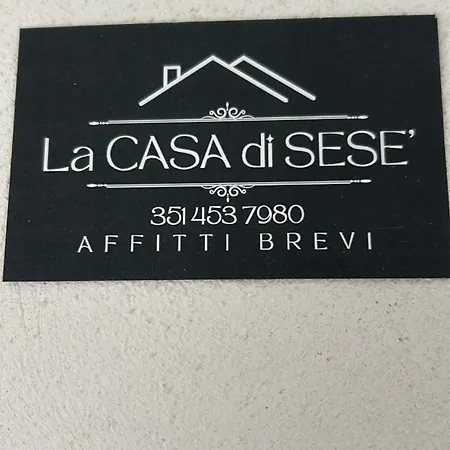 La CASA di SESE'
351 453 7980
AFFITTI BREVI